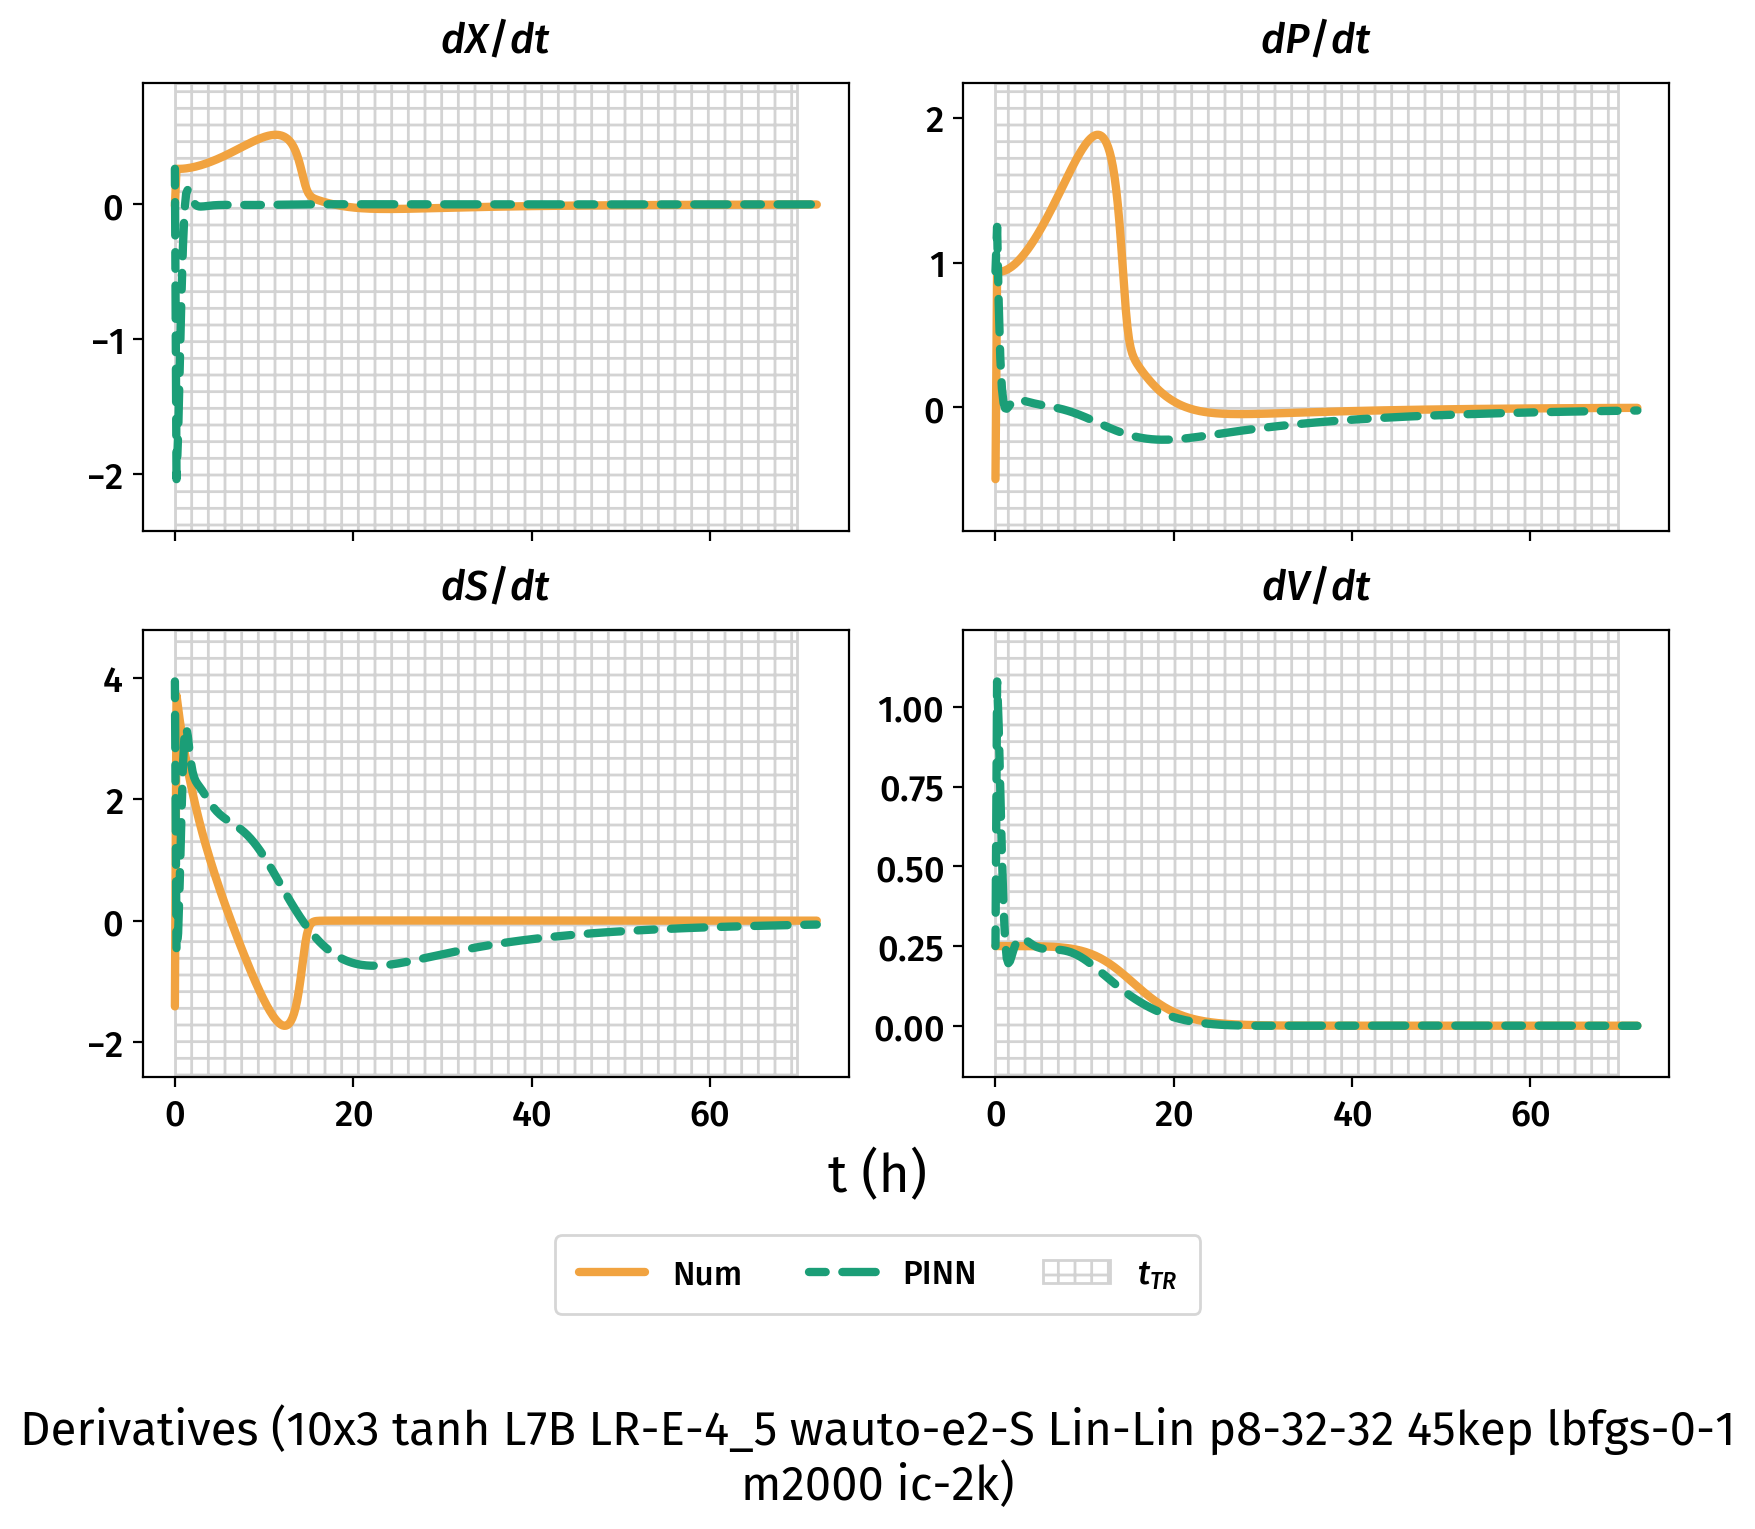 dX/dt
dP/dt
0
−1
−2
2
1
0
dS/dt
dV/dt
4
2
0
−2
1.00
0.75
0.50
0.25
0.00
0 20 40 60
0 20 40 60
t (h)
Num PINN t_TR
Derivatives (10x3 tanh L7B LR-E-4_5 wauto-e2-S Lin-Lin p8-32-32 45kep lbfgs-0-1
m2000 ic-2k)